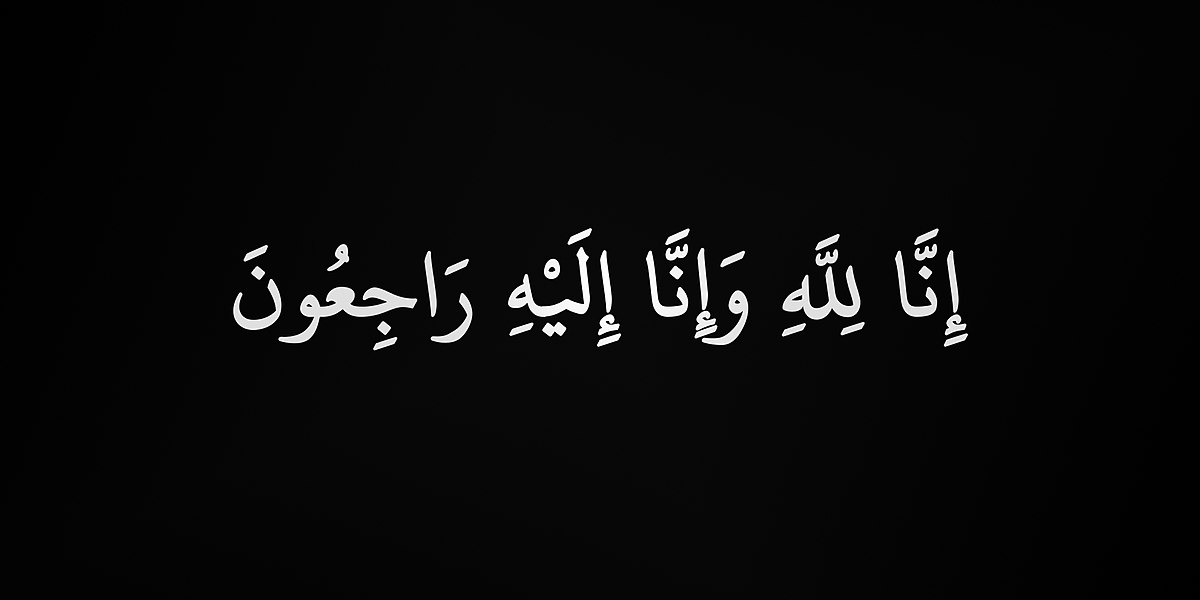 إِنَّا لِلَّهِ وَإِنَّا إِلَيْهِ رَاجِعُونَ